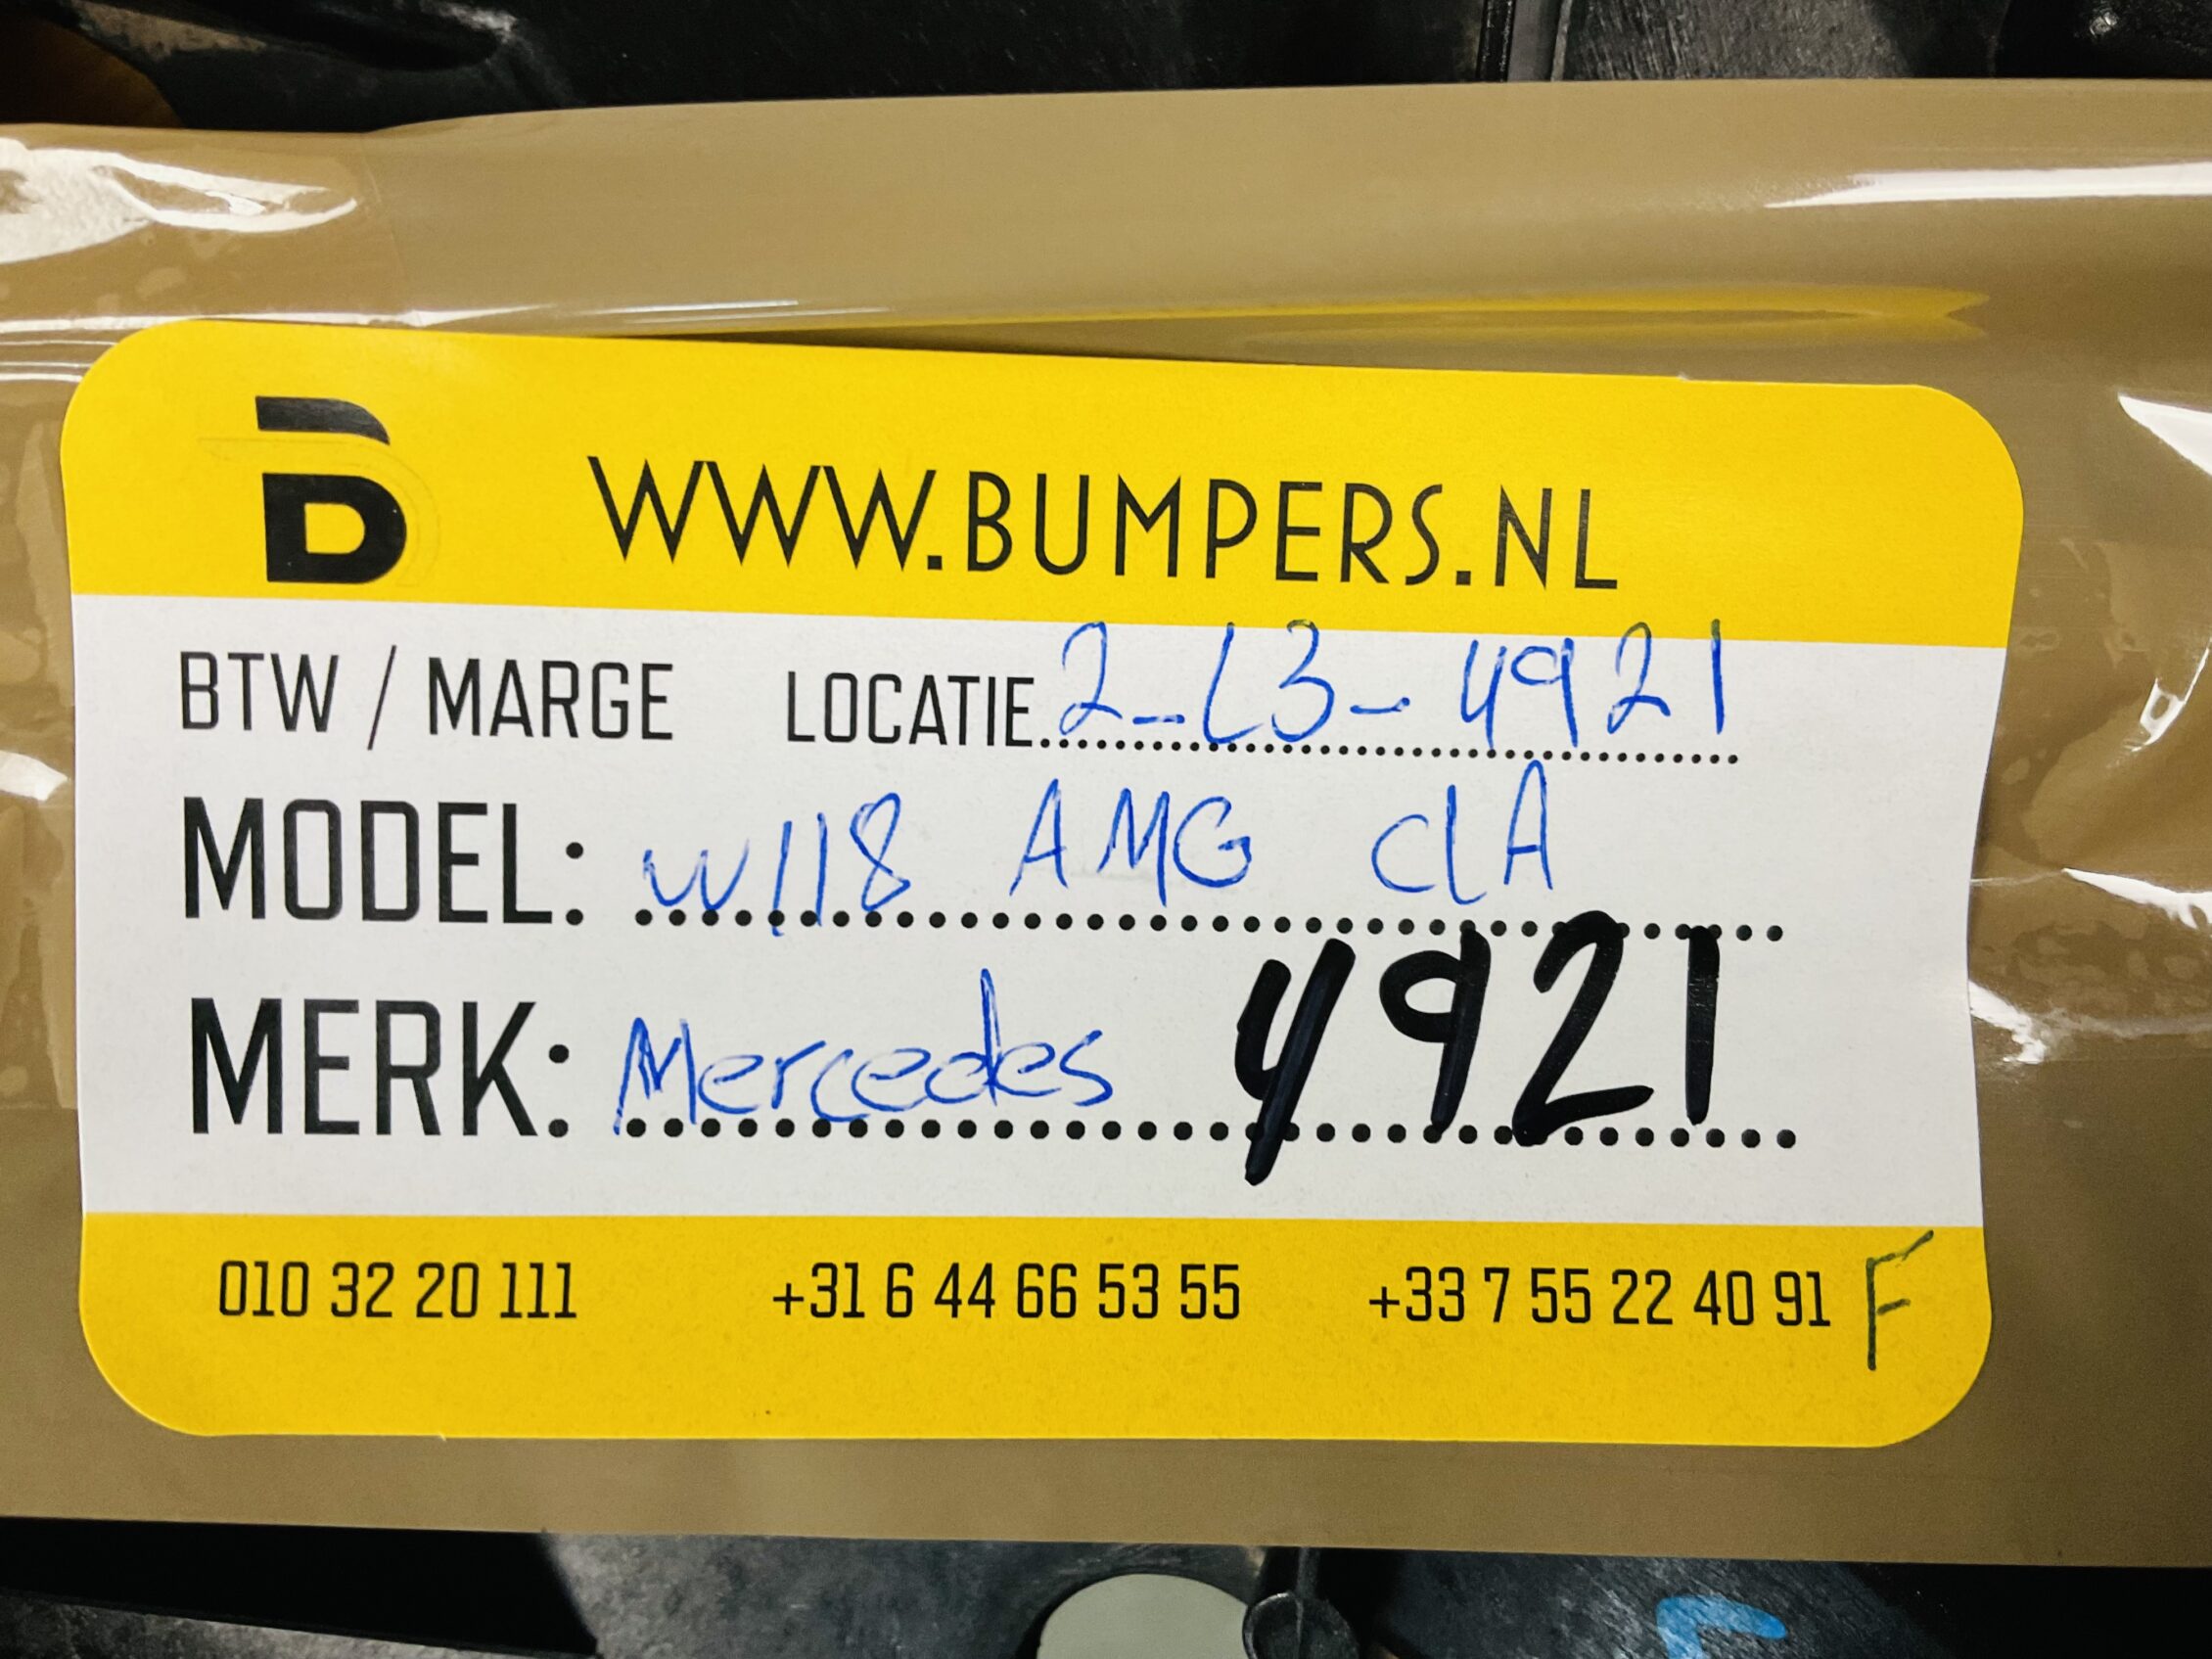 B WWW.BUMPERS.NL
BTW / MARGE LOCATIE 2-L3-4921
MODEL: W118 AMG ClA
MERK: Mercedes 4921
010 32 20 111 +31 6 44 66 53 55 +33 7 55 22 40 91 F